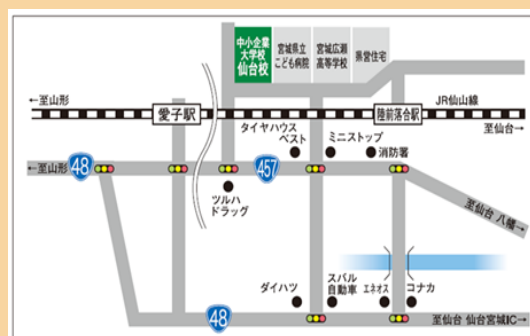 中小企業
大学校
仙台校
宮城県立
こども病院
宮城広瀬
高等学校
県営住宅
←至山形
愛子駅
陸前落合駅
JR仙山線
至仙台→
タイヤハウス
ベスト
ミニストップ
消防署
←至山形
48
457
ツルハ
ドラッグ
至仙台 八幡→
ダイハツ
スバル
自動車
エネオス
コナカ
48
至仙台 仙台宮城IC→